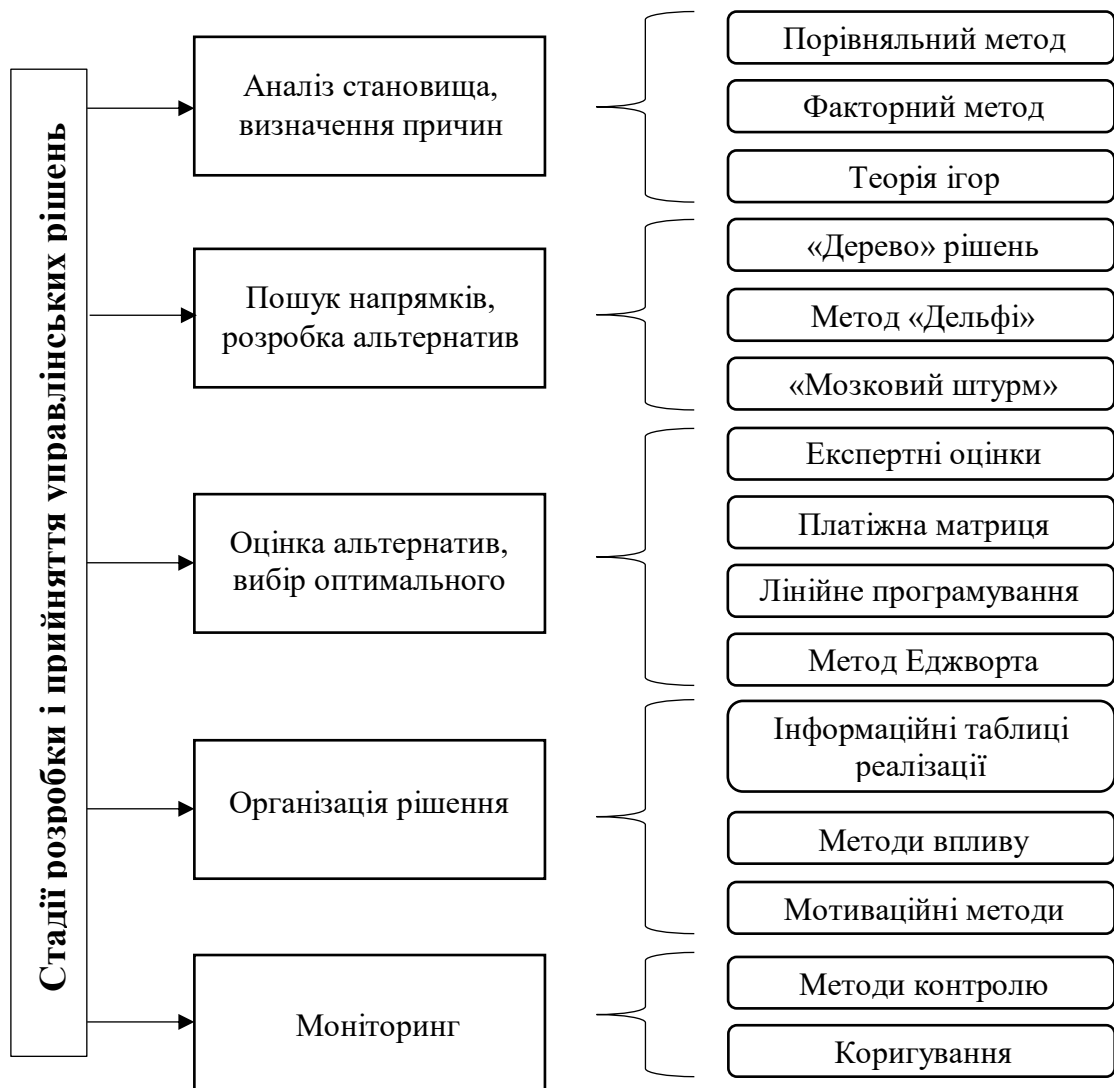 Стадії розробки і прийняття управлінських рішень
Аналіз становища,
визначення причин
Порівняльний метод
Факторний метод
Теорія ігор
Пошук напрямків,
розробка альтернатив
«Дерево» рішень
Метод «Дельфі»
«Мозковий штурм»
Оцінка альтернатив,
вибір оптимального
Експертні оцінки
Платіжна матриця
Лінійне програмування
Метод Еджворта
Організація рішення
Інформаційні таблиці
реалізації
Методи впливу
Мотиваційні методи
Моніторинг
Методи контролю
Коригування